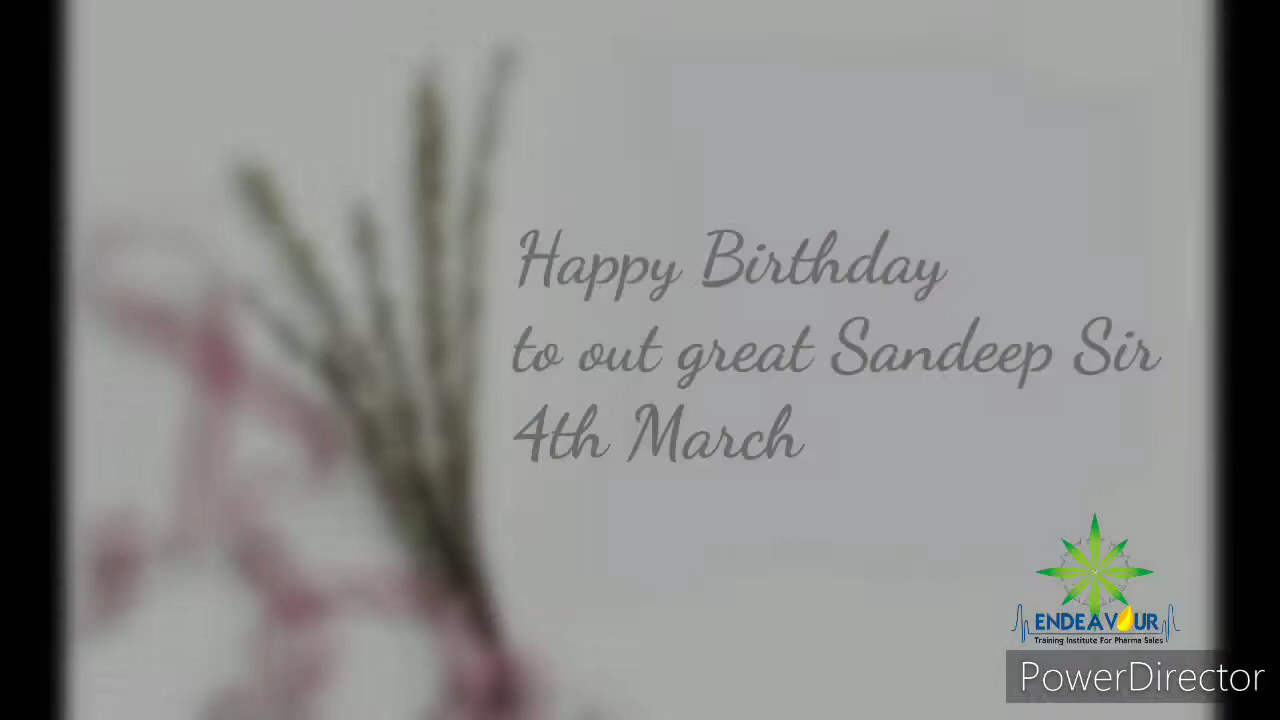 Happy Birthday
to out great Sandeep Sir
4th March
ENDEAVOUR
Training Institute For Pharma Sales
PowerDirector